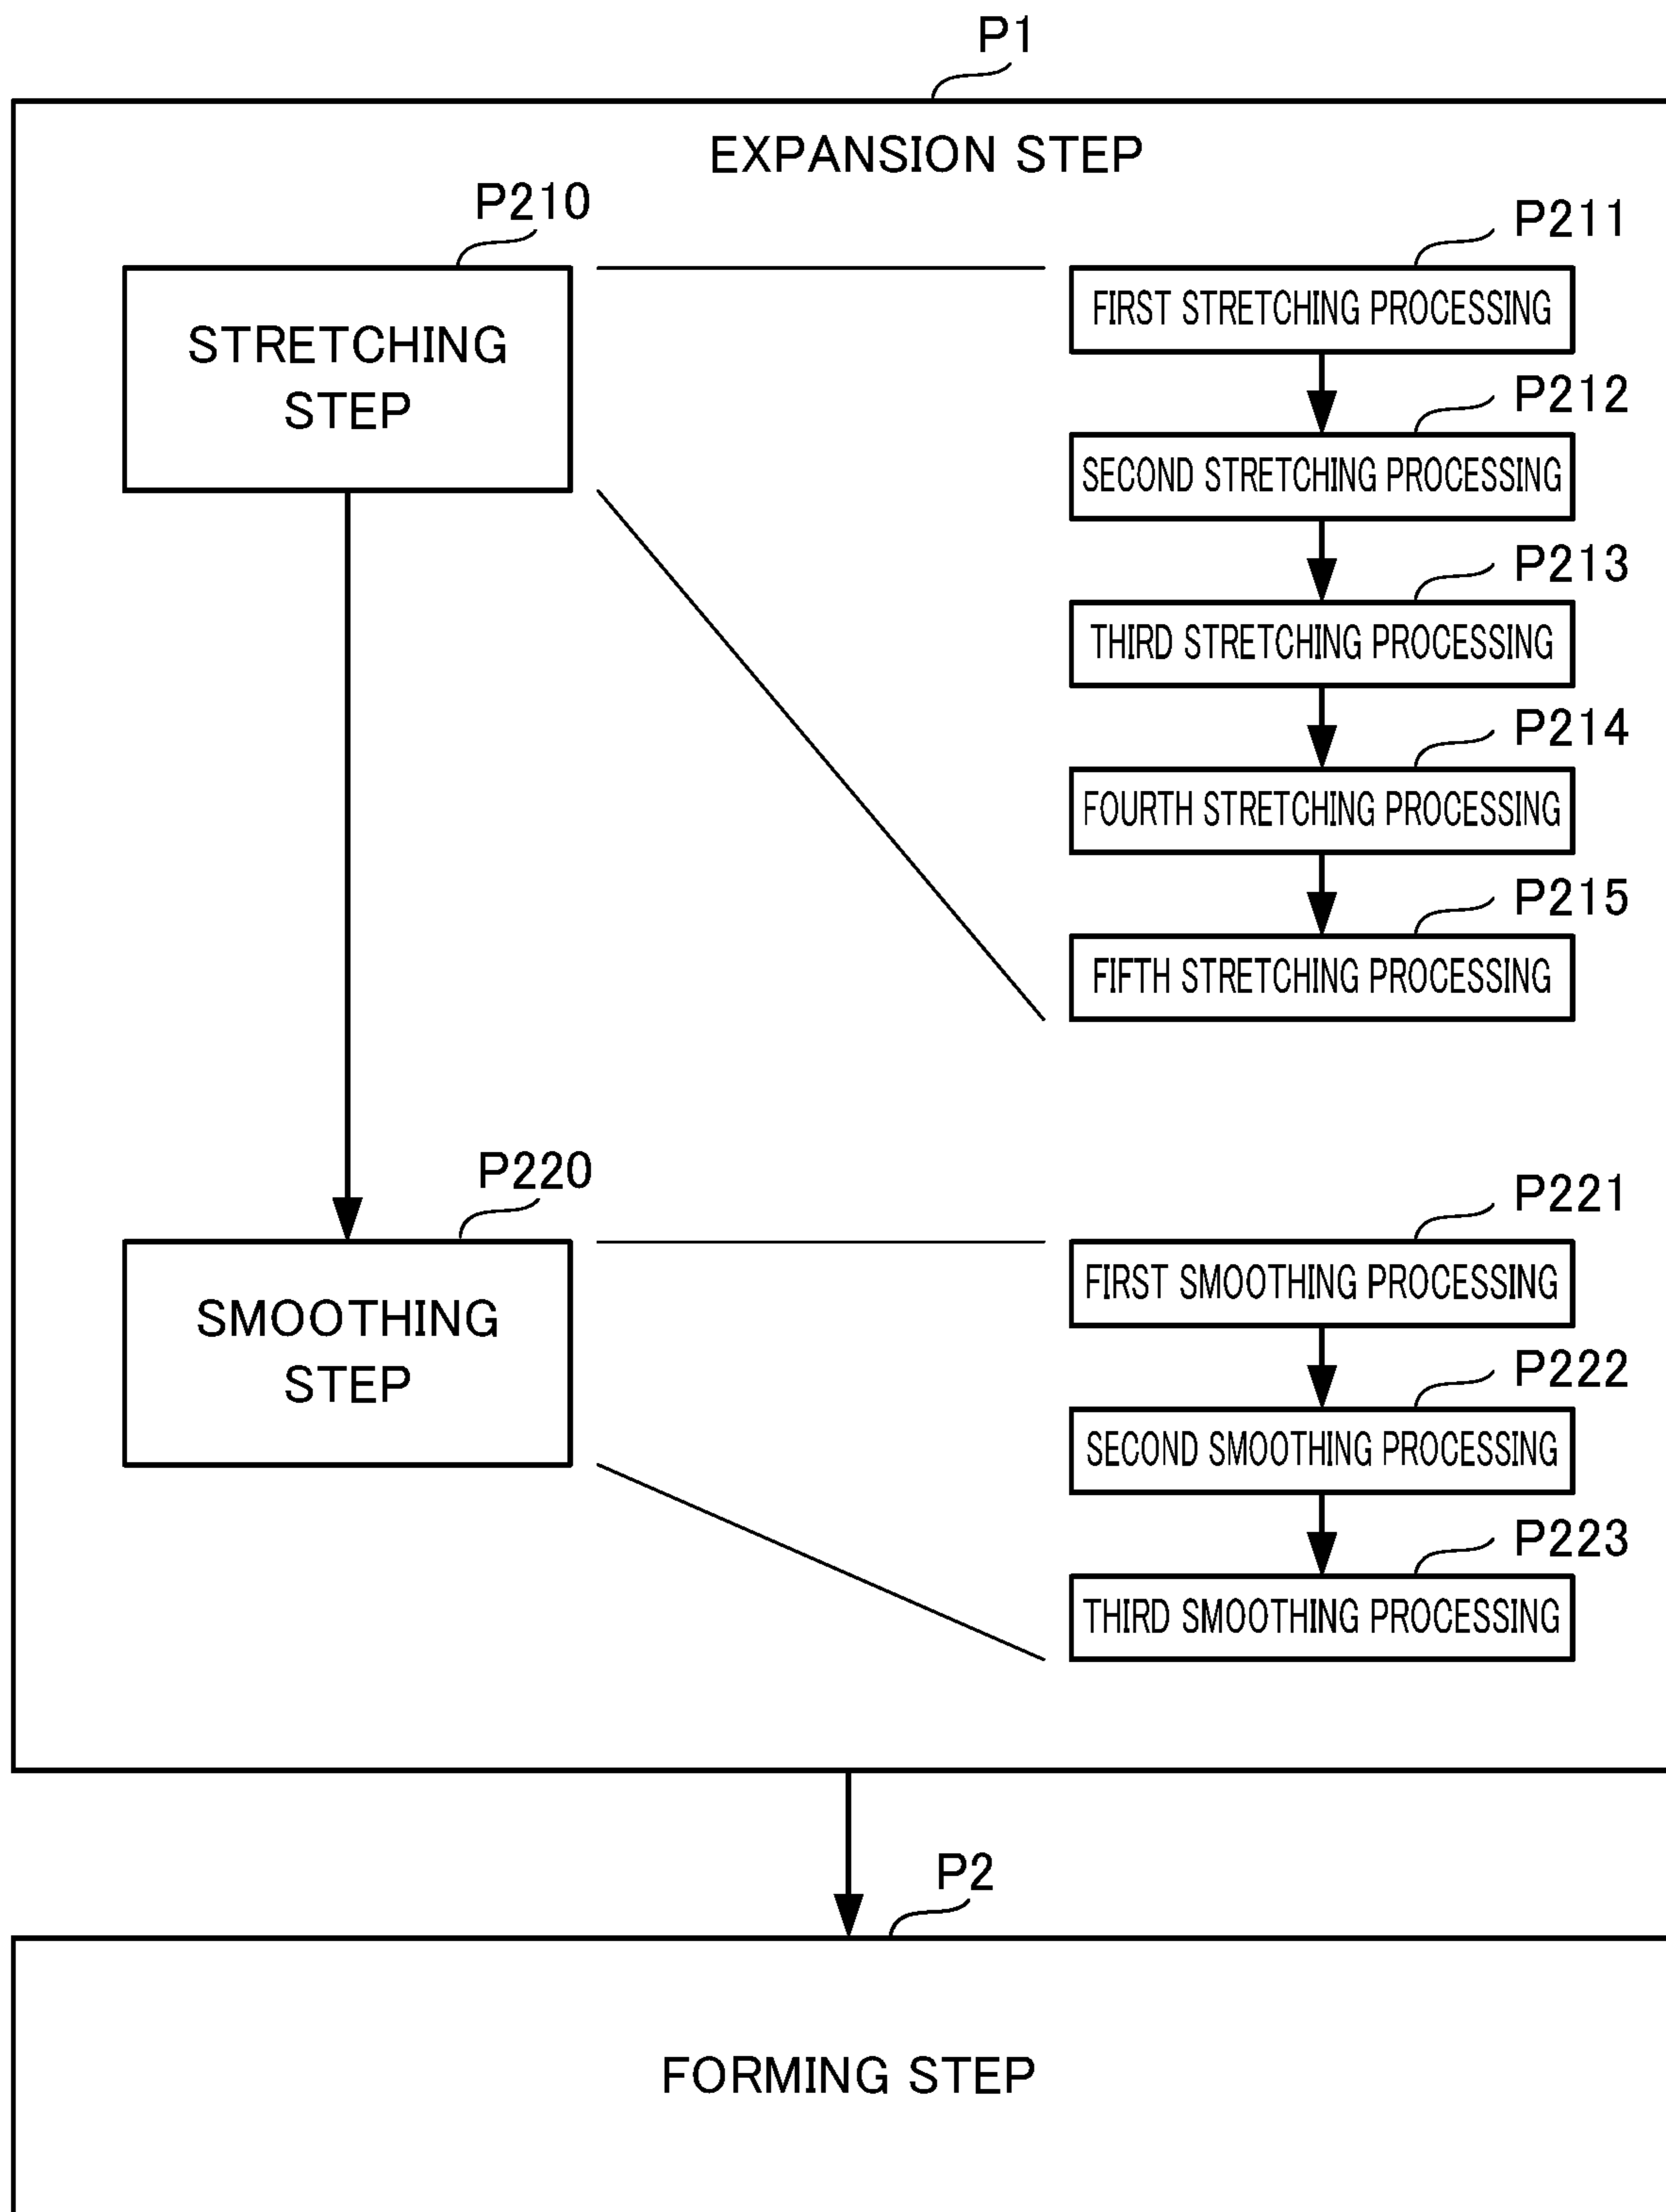 P1
EXPANSION STEP
P210
STRETCHING
STEP
P211
FIRST STRETCHING PROCESSING
P212
SECOND STRETCHING PROCESSING
P213
THIRD STRETCHING PROCESSING
P214
FOURTH STRETCHING PROCESSING
P215
FIFTH STRETCHING PROCESSING
P220
SMOOTHING
STEP
P221
FIRST SMOOTHING PROCESSING
P222
SECOND SMOOTHING PROCESSING
P223
THIRD SMOOTHING PROCESSING
P2
FORMING STEP